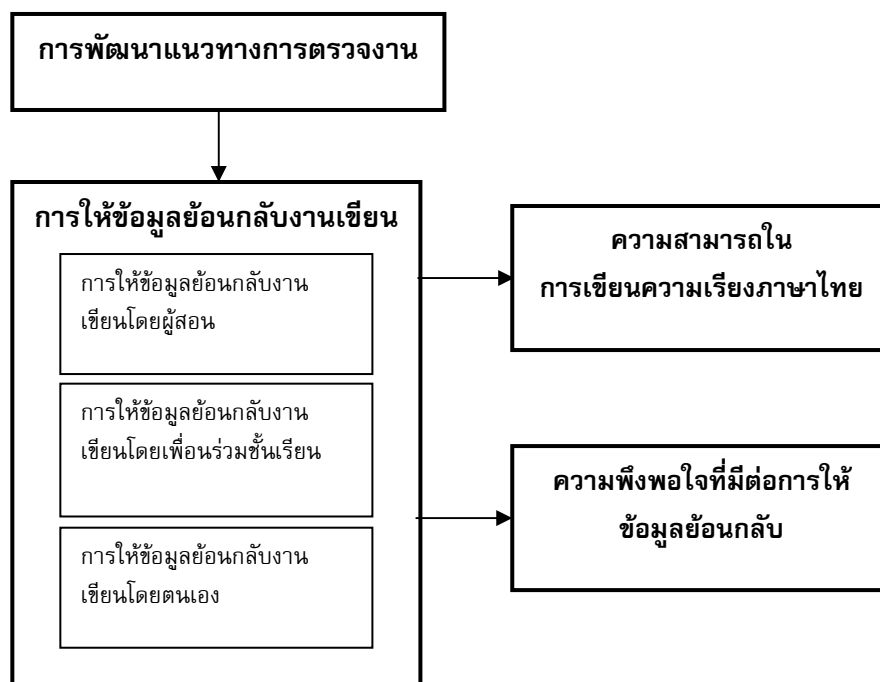 การพัฒนาแนวทางการตรวจงาน
การให้ข้อมูลย้อนกลับงานเขียน
การให้ข้อมูลย้อนกลับงาน
เขียนโดยผู้สอน
การให้ข้อมูลย้อนกลับงาน
เขียนโดยเพื่อนร่วมชั้นเรียน
การให้ข้อมูลย้อนกลับงาน
เขียนโดยตนเอง
ความสามารถใน
การเขียนความเรียงภาษาไทย
ความพึงพอใจที่มีต่อการให้
ข้อมูลย้อนกลับ